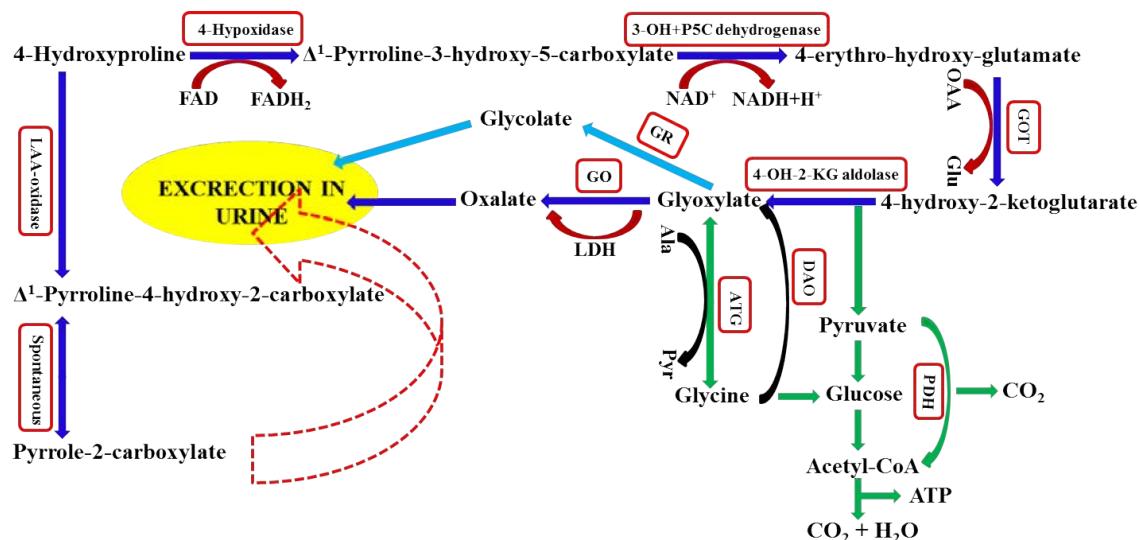 4-Hypoxidase
3-OH+P5C dehydrogenase
4-Hydroxyproline
Δ¹-Pyrroline-3-hydroxy-5-carboxylate
4-erythro-hydroxy-glutamate
FAD
FADH₂
NAD⁺
NADH+H⁺
OAA
GOT
Glu
LAA-oxidase
Glycolate
GR
EXCRECTION IN
URINE
Oxalate
GO
LDH
Glyoxylate
4-OH-2-KG aldolase
4-hydroxy-2-ketoglutarate
Ala
ATG
Pyr
DAO
Δ¹-Pyrroline-4-hydroxy-2-carboxylate
Pyruvate
Spontaneous
Glycine
Glucose
PDH
CO₂
Pyrrole-2-carboxylate
Acetyl-CoA
ATP
CO₂ + H₂O